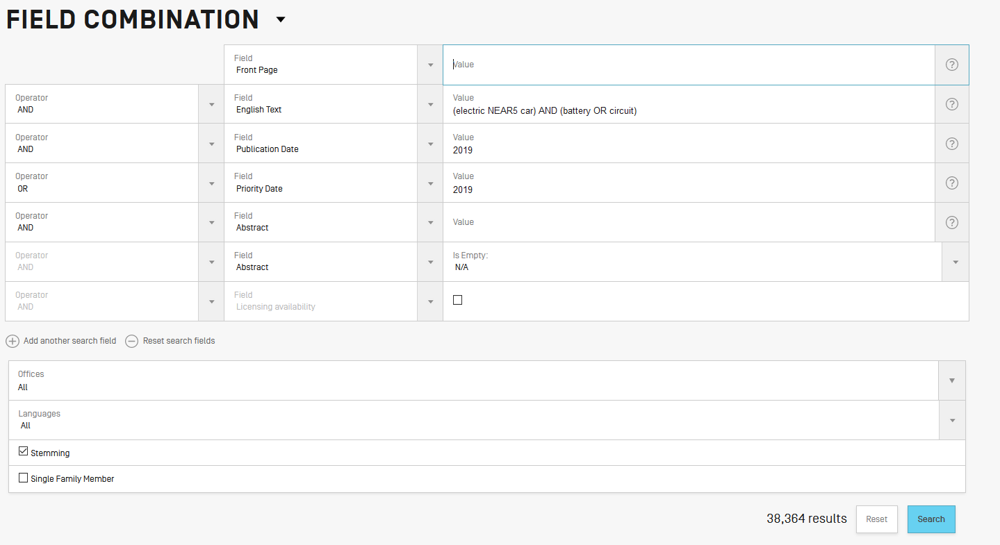 FIELD COMBINATION
Field
Front Page
Value
?
Operator
AND
Field
English Text
Value
(electric NEAR5 car) AND (battery OR circuit)
?
Operator
AND
Field
Publication Date
Value
2019
?
Operator
OR
Field
Priority Date
Value
2019
?
Operator
AND
Field
Abstract
Value
?
Operator
AND
Field
Abstract
Is Empty:
N/A
Operator
AND
Field
Licensing availability
Add another search field
Reset search fields
Offices
All
Languages
All
Stemming
Single Family Member
38,364 results
Reset
Search